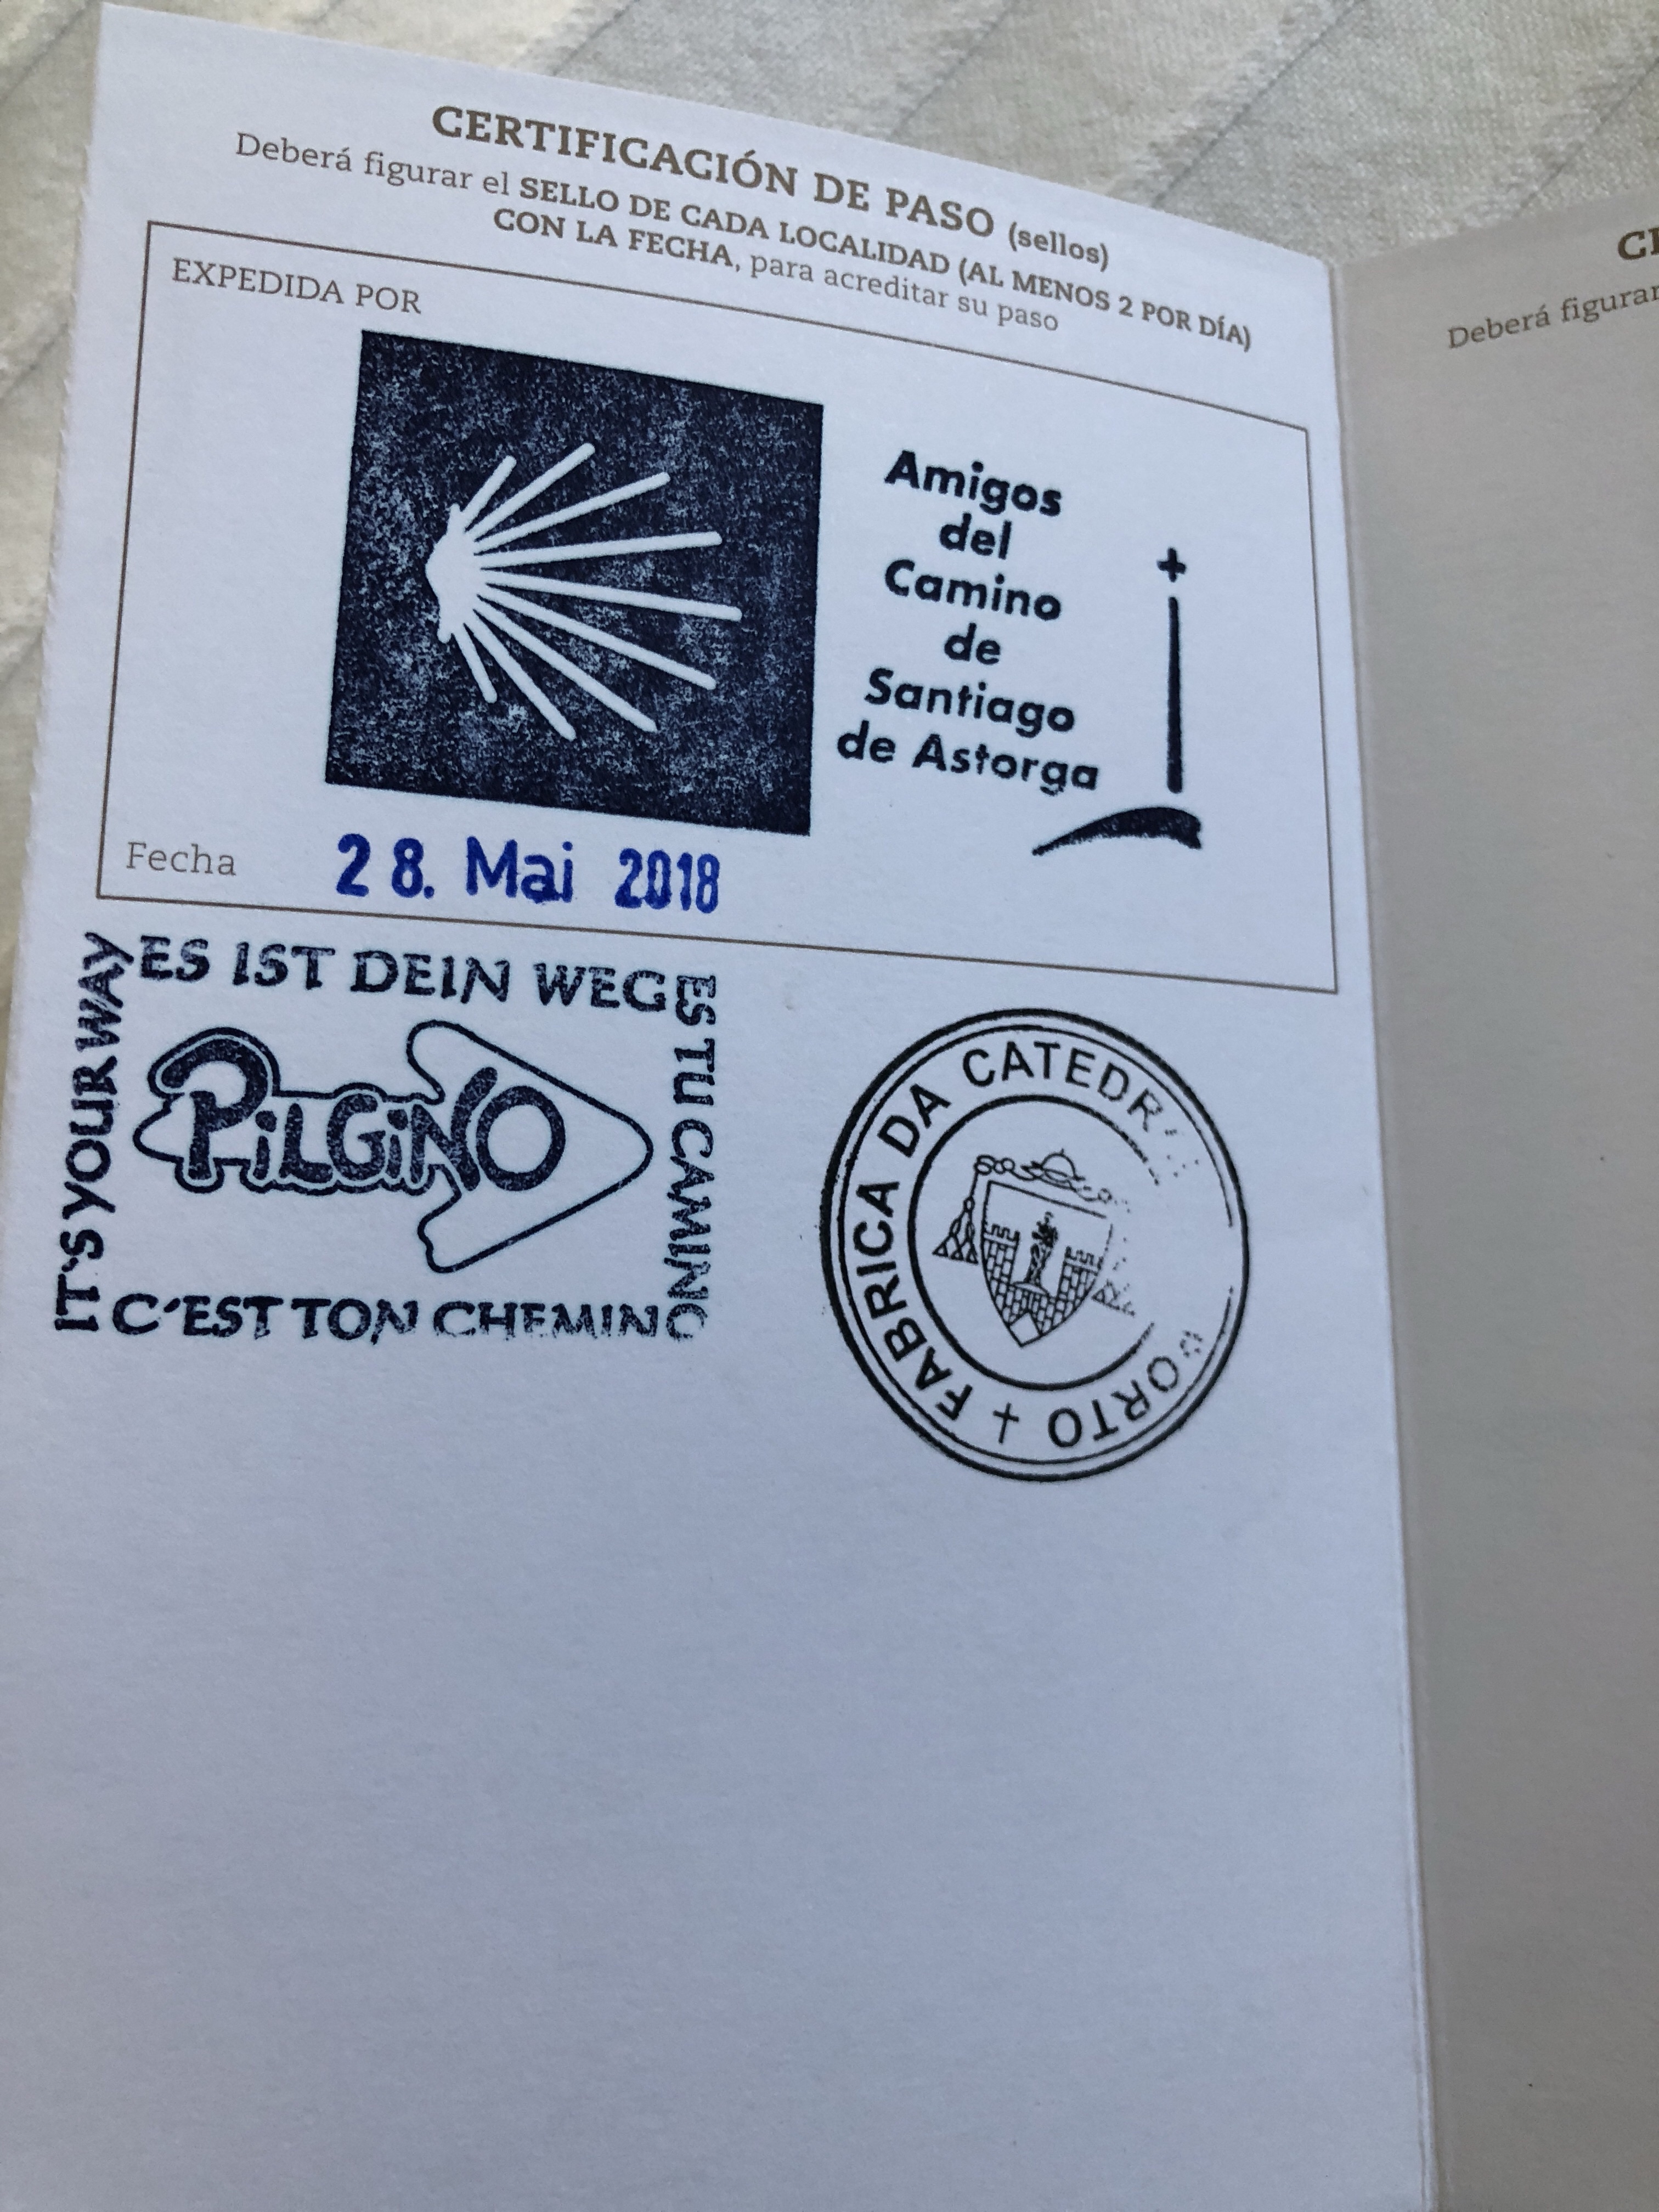 CERTIFICACIÓN DE PASO (sellos)
Deberá figurar el SELLO DE CADA LOCALIDAD (AL MENOS 2 POR DÍA)
CON LA FECHA, para acreditar su paso
EXPEDIDA POR
Amigos
del
Camino
de
Santiago
de Astorga
Fecha
28. Mai 2018
ES IST DEIN WEG
IT'S YOUR WAY
PiLGiNO
ES TU CAMINO
C'EST TON CHEMIN
FABRICA DA CATEDRAL
PORTO
Deberá figurar